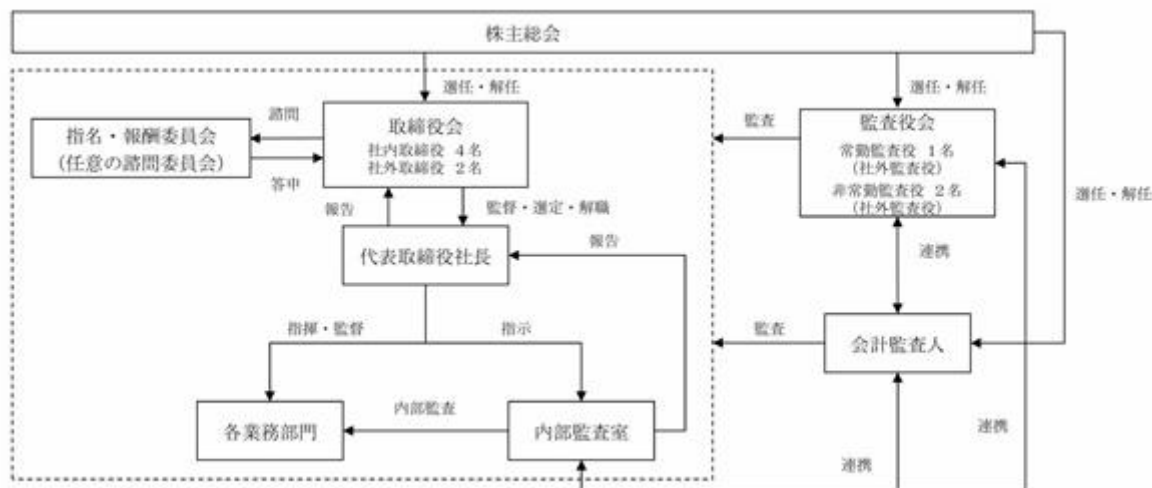 株主総会
選任・解任
選任・解任
諮問
取締役会
社内取締役 4名
社外取締役 2名
指名・報酬委員会
(任意の諮問委員会)
答申
監査
監査役会
常勤監査役 1名
(社外監査役)
非常勤監査役 2名
(社外監査役)
選任・解任
報告
監督・選定・解職
代表取締役社長
報告
連携
指揮・監督
指示
監査
会計監査人
各業務部門
内部監査
内部監査室
連携
連携